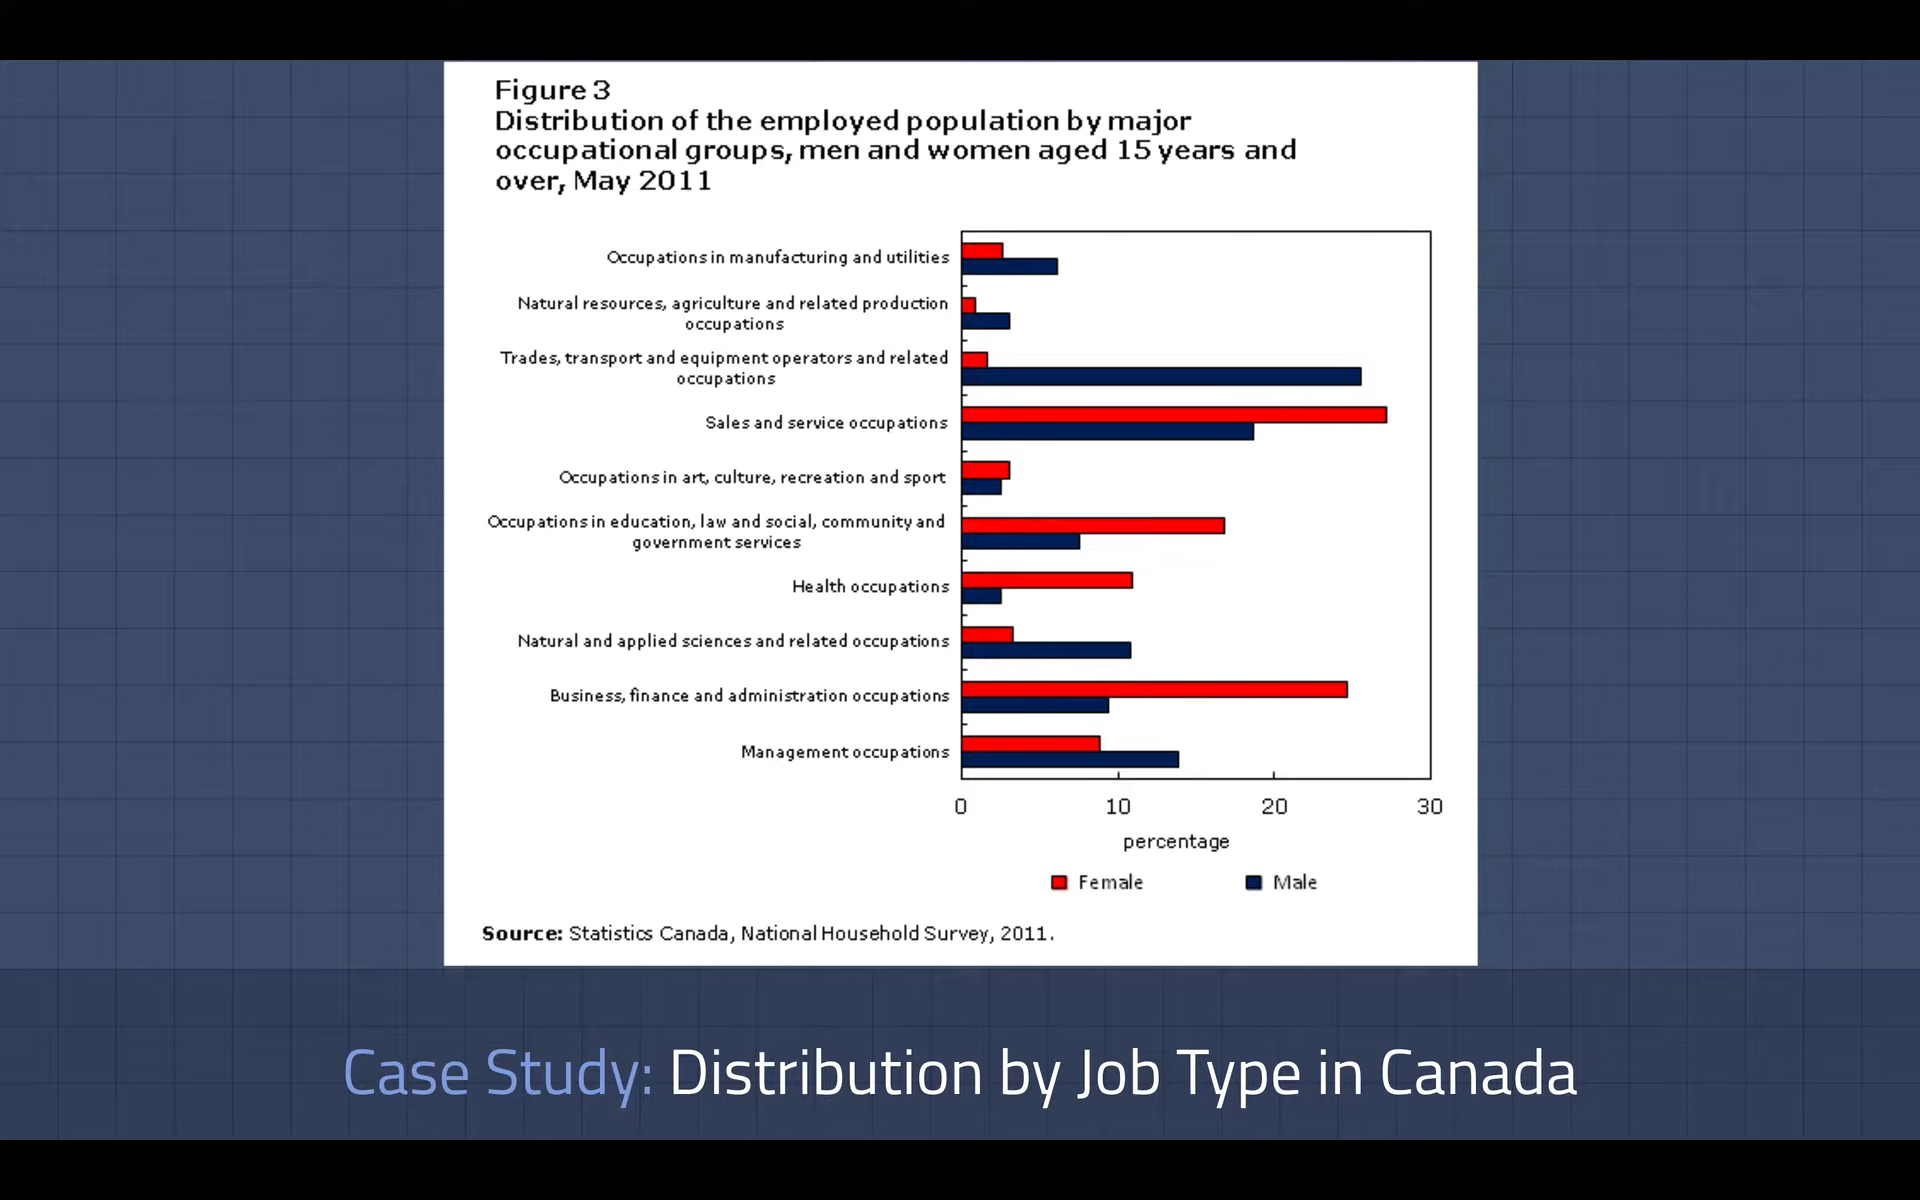 Figure 3
Distribution of the employed population by major
occupational groups, men and women aged 15 years and
over, May 2011
Occupations in manufacturing and utilities
Natural resources, agriculture and related production
occupations
Trades, transport and equipment operators and related
occupations
Sales and service occupations
Occupations in art, culture, recreation and sport
Occupations in education, law and social, community and
government services
Health occupations
Natural and applied sciences and related occupations
Business, finance and administration occupations
Management occupations
0 10 20 30
percentage
Female Male
Source: Statistics Canada, National Household Survey, 2011.
Case Study: Distribution by Job Type in Canada